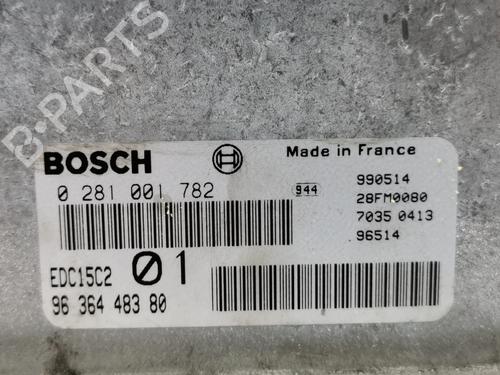 B-PARTS
BOSCH
Made in France
0 281 001 782
944
990514
28FM0080
7035 0413
96514
EDC15C2
01
96 364 483 80